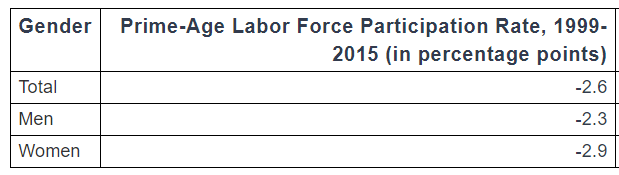 Gender Prime-Age Labor Force Participation Rate, 1999-
2015 (in percentage points)
Total -2.6
Men -2.3
Women -2.9